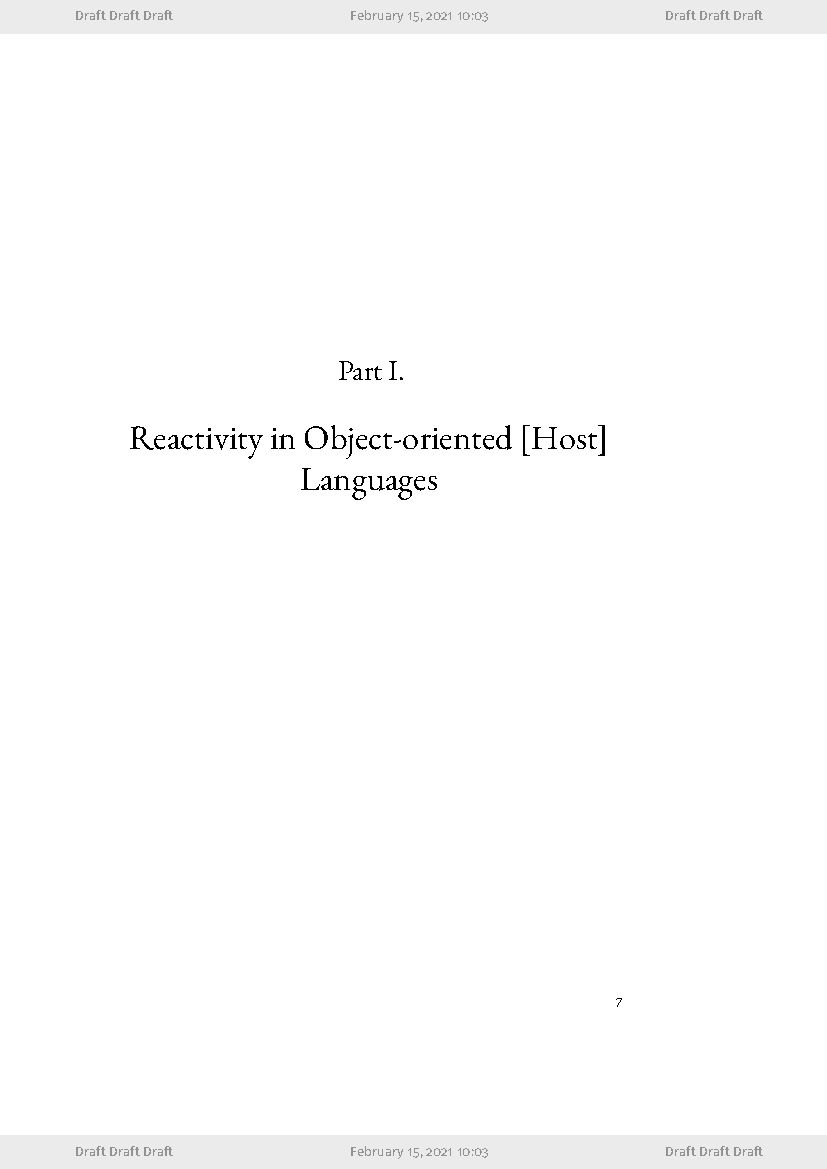 Draft Draft Draft February 15, 2021 10:03 Draft Draft Draft
Part I.
Reactivity in Object-oriented [Host]
Languages
7
Draft Draft Draft February 15, 2021 10:03 Draft Draft Draft